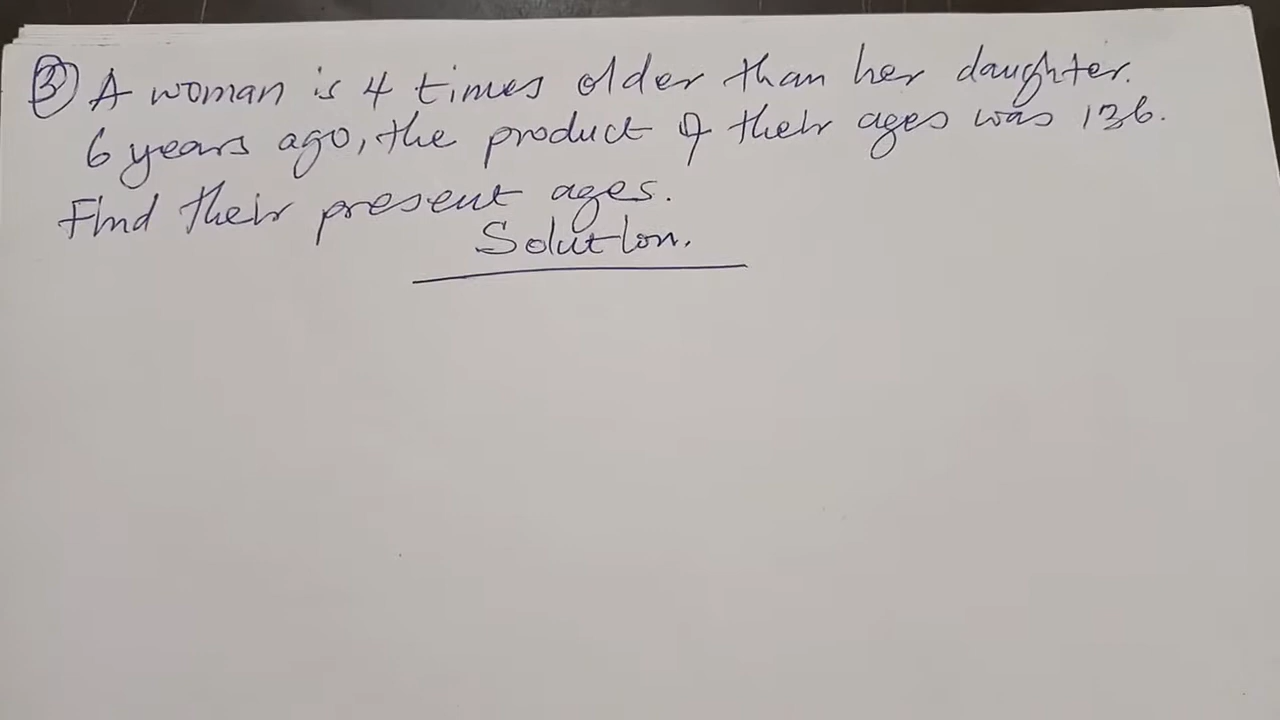 ③ A woman is 4 times older than her daughter.
6 years ago, the product of their ages was 136.
Find their present ages.
Solution.